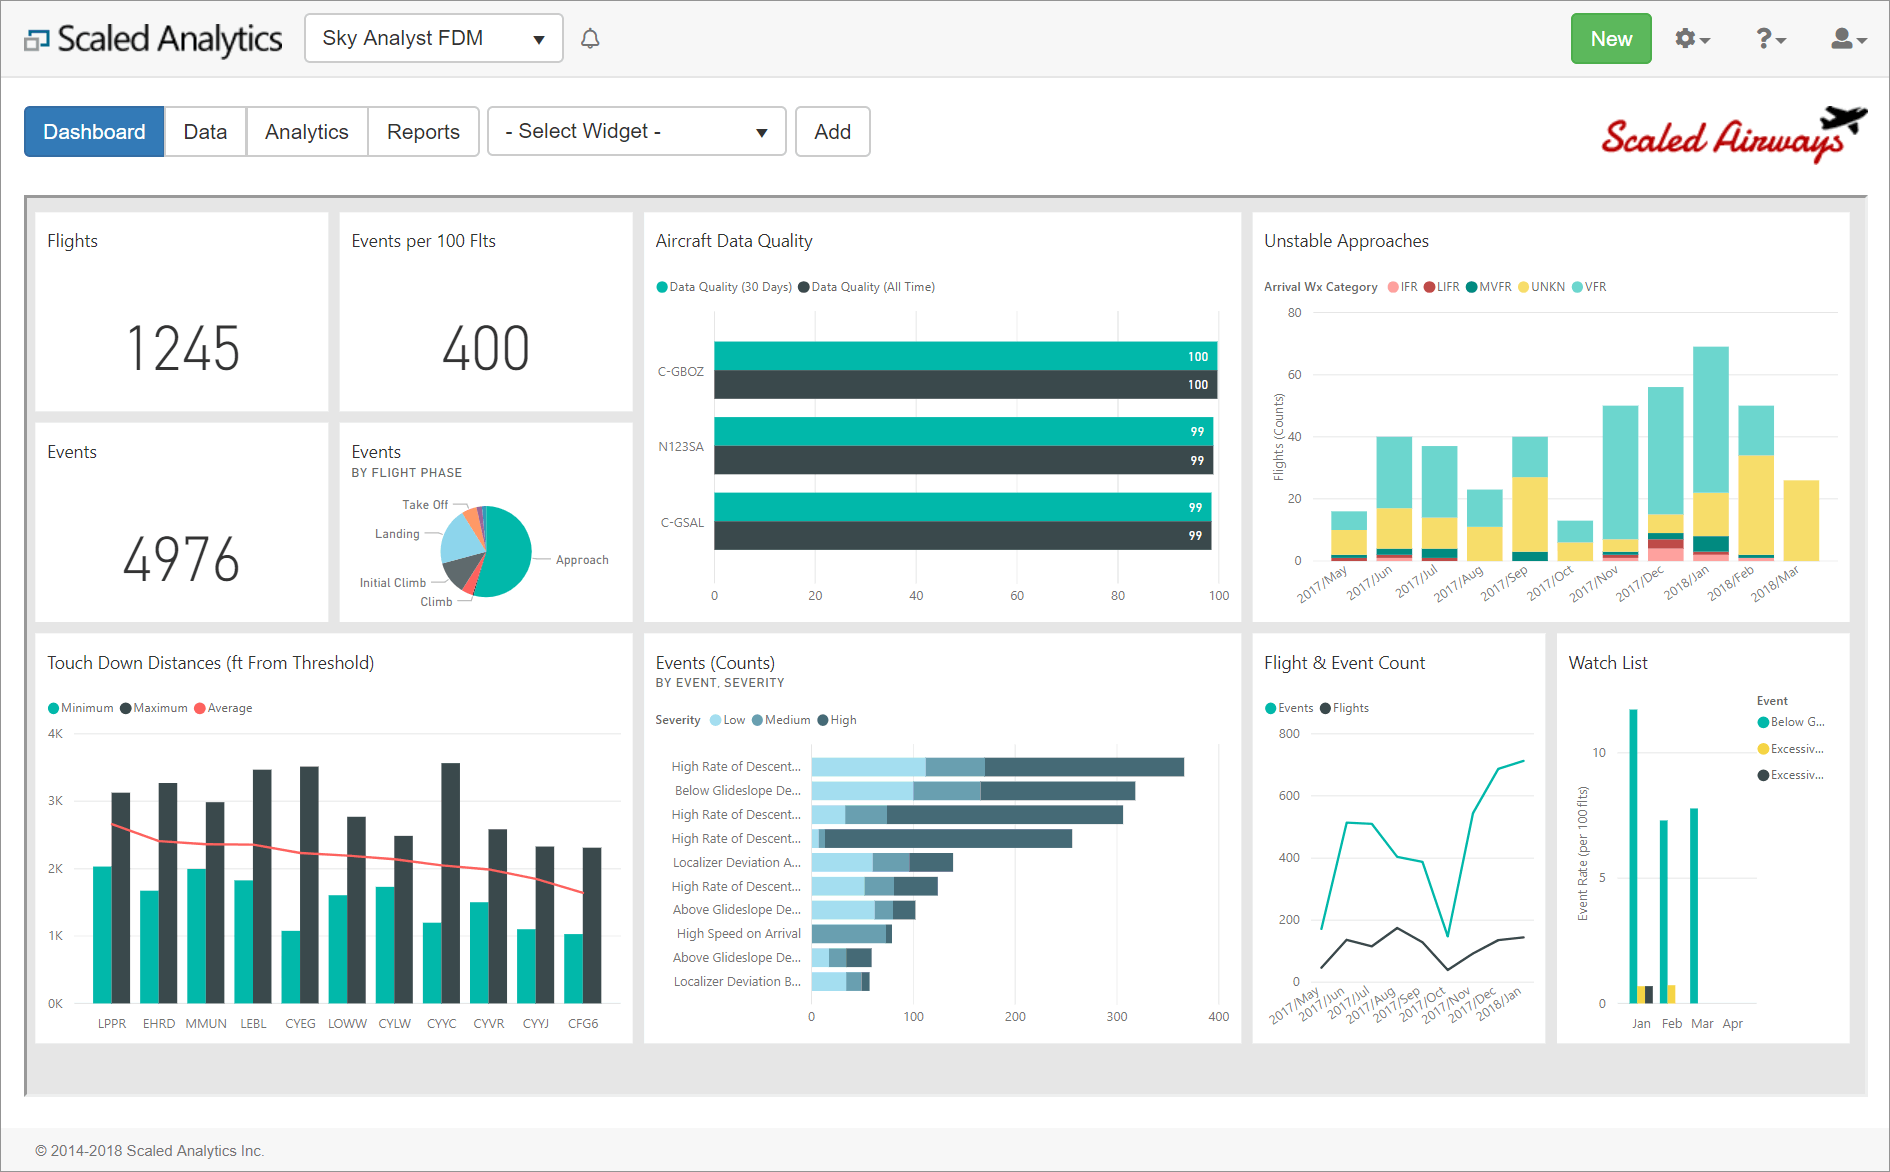 Scaled Analytics
Sky Analyst FDM
New
?
Dashboard
Data
Analytics
Reports
- Select Widget -
Add
Scaled Airways
Flights
1245
Events per 100 Flts
400
Events
4976
Events
BY FLIGHT PHASE
Take Off
Landing
Approach
Initial Climb
Climb
Aircraft Data Quality
Data Quality (30 Days) Data Quality (All Time)
C-GBOZ
100
100
N123SA
99
99
C-GSAL
99
99
0 20 40 60 80 100
Unstable Approaches
Arrival Wx Category IFR LIFR MVFR UNKN VFR
Flights (Counts)
80
60
40
20
0
2017/May 2017/Jun 2017/Jul 2017/Aug 2017/Sep 2017/Oct 2017/Nov 2017/Dec 2018/Jan 2018/Feb 2018/Mar
Touch Down Distances (ft From Threshold)
Minimum Maximum Average
4K
3K
2K
1K
0K
LPPR EHRD MMUN LEBL CYEG LOWW CYLW CYYC CYVR CYYJ CFG6
Events (Counts)
BY EVENT, SEVERITY
Severity Low Medium High
High Rate of Descent...
Below Glideslope De...
High Rate of Descent...
High Rate of Descent...
Localizer Deviation A...
High Rate of Descent...
Above Glideslope De...
High Speed on Arrival
Above Glideslope De...
Localizer Deviation B...
0 100 200 300 400
Flight & Event Count
Events Flights
800
600
400
200
0
2017/May 2017/Jun 2017/Jul 2017/Aug 2017/Sep 2017/Oct 2017/Nov 2017/Dec 2018/Jan
Watch List
Event
Below G...
Excessiv...
Excessiv...
Event Rate (per 100 flts)
10
5
0
Jan Feb Mar Apr
© 2014-2018 Scaled Analytics Inc.